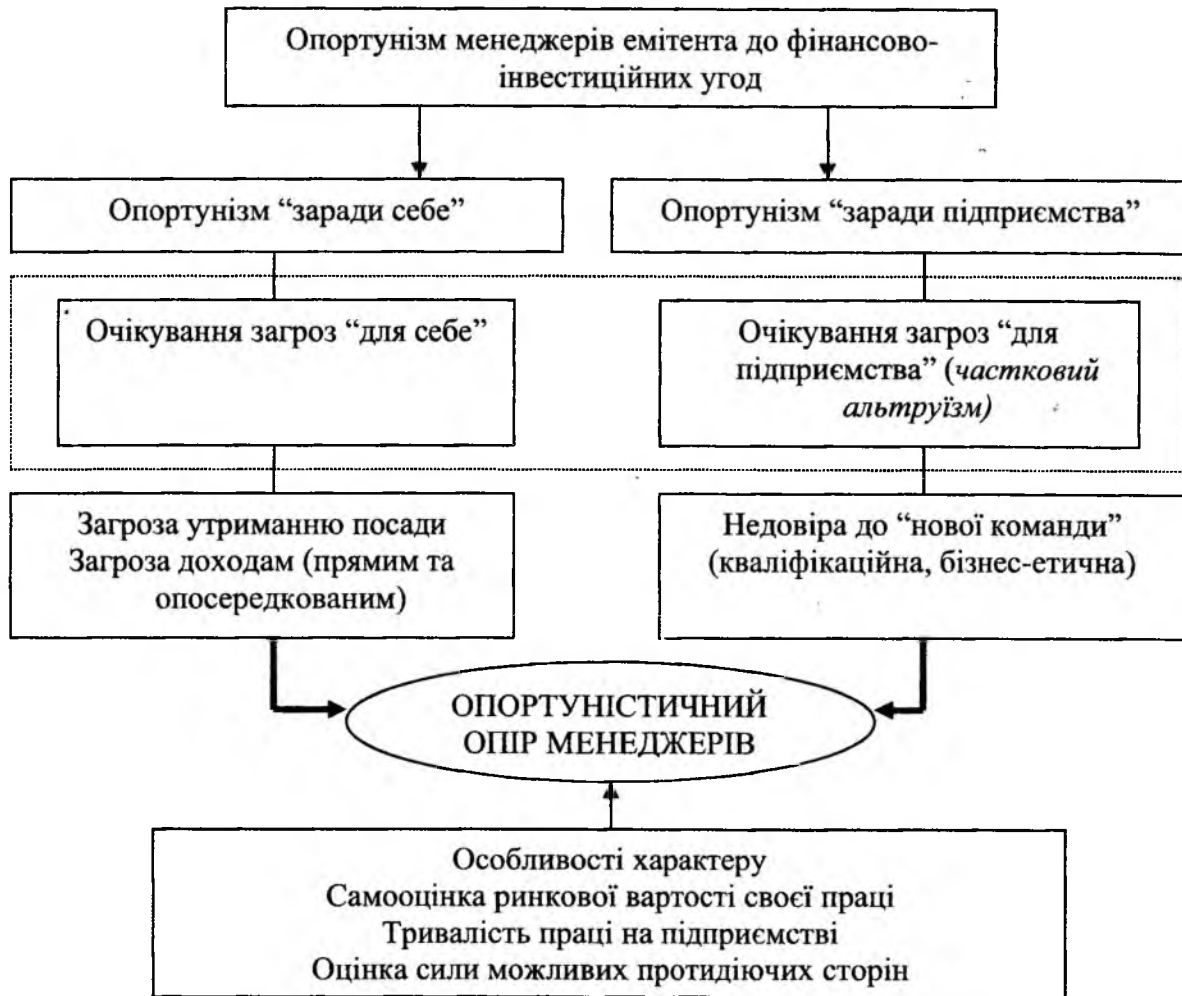 Опортунізм менеджерів емітента до фінансово-
інвестиційних угод
Опортунізм “заради себе”
Опортунізм “заради підприємства”
Очікування загроз “для себе”
Очікування загроз “для
підприємства” (частковий
альтруїзм)
Загроза утриманню посади
Загроза доходам (прямим та
опосередкованим)
Недовіра до “нової команди”
(кваліфікаційна, бізнес-етична)
ОПОРТУНІСТИЧНИЙ
ОПІР МЕНЕДЖЕРІВ
Особливості характеру
Самооцінка ринкової вартості своєї праці
Тривалість праці на підприємстві
Оцінка сили можливих протидіючих сторін